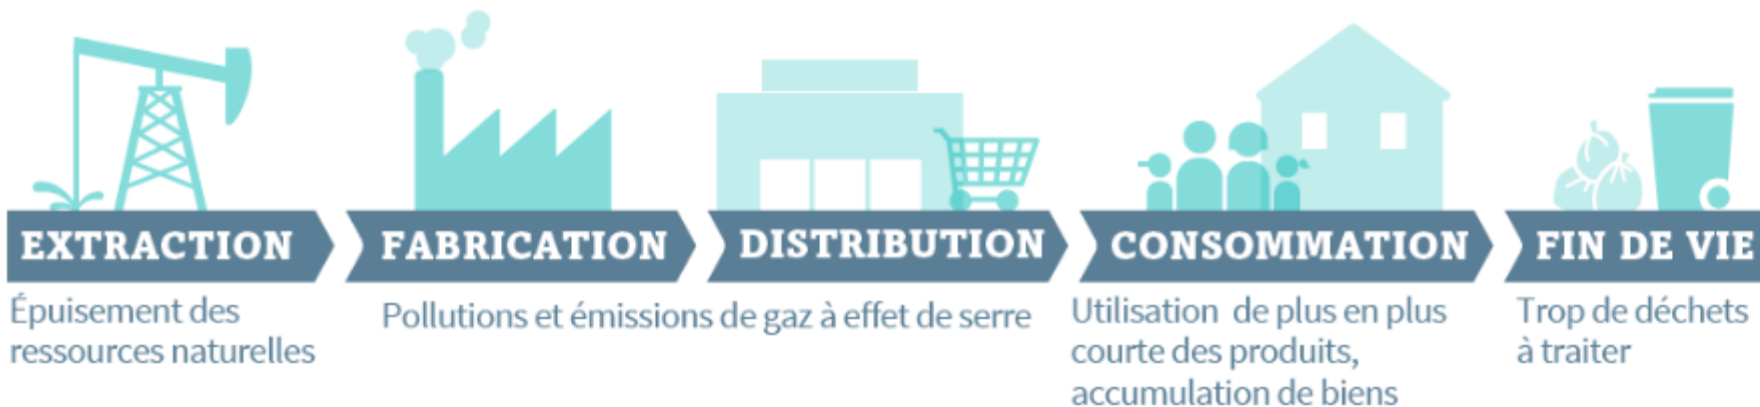 EXTRACTION
FABRICATION
DISTRIBUTION
CONSOMMATION
FIN DE VIE
Épuisement des
ressources naturelles
Pollutions et émissions de gaz à effet de serre
Utilisation de plus en plus
courte des produits,
accumulation de biens
Trop de déchets
à traiter